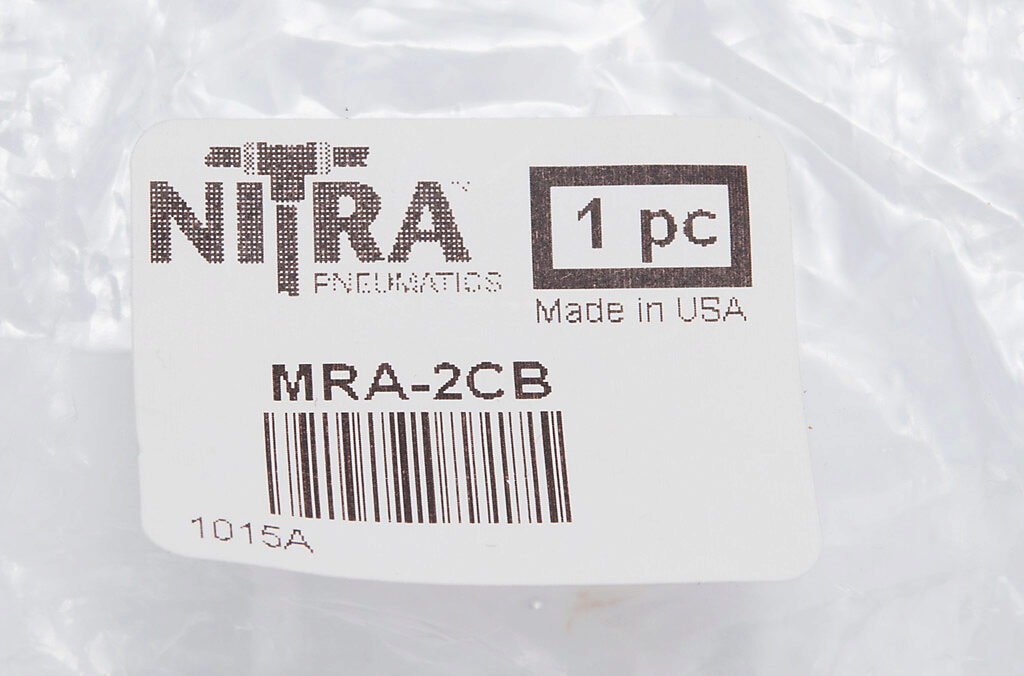 NITRA™
PNEUMATICS
1 pc
Made in USA
MRA-2CB
1015A